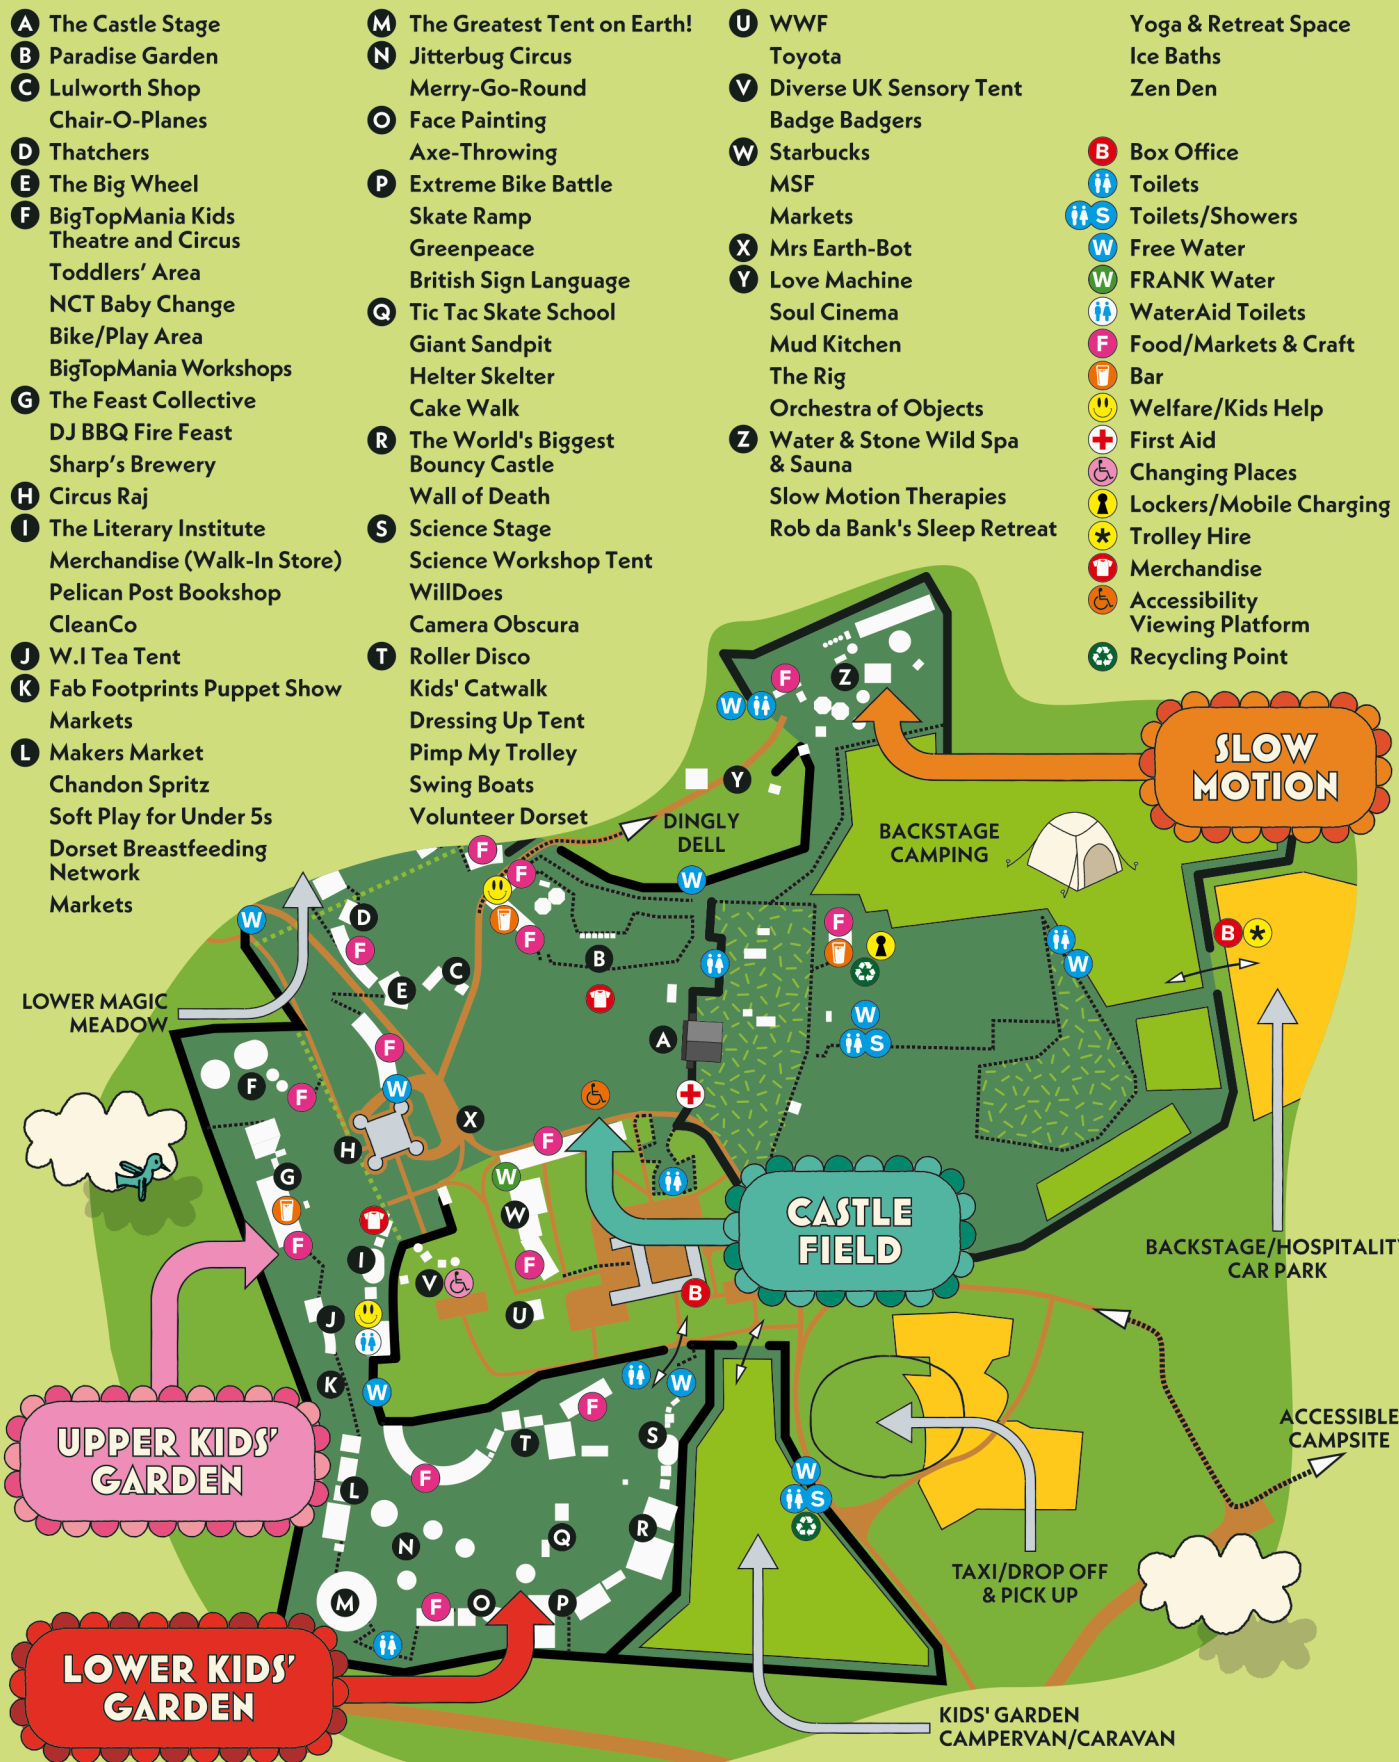 A The Castle Stage
B Paradise Garden
C Lulworth Shop
Chair-O-Planes
D Thatchers
E The Big Wheel
F BigTopMania Kids
Theatre and Circus
Toddlers’ Area
NCT Baby Change
Bike/Play Area
BigTopMania Workshops
G The Feast Collective
DJ BBQ Fire Feast
Sharp’s Brewery
H Circus Raj
I The Literary Institute
Merchandise (Walk-In Store)
Pelican Post Bookshop
CleanCo
J W.I Tea Tent
K Fab Footprints Puppet Show
Markets
L Makers Market
Chandon Spritz
Soft Play for Under 5s
Dorset Breastfeeding
Network
Markets
M The Greatest Tent on Earth!
N Jitterbug Circus
Merry-Go-Round
O Face Painting
Axe-Throwing
P Extreme Bike Battle
Skate Ramp
Greenpeace
British Sign Language
Q Tic Tac Skate School
Giant Sandpit
Helter Skelter
Cake Walk
R The World's Biggest
Bouncy Castle
Wall of Death
S Science Stage
Science Workshop Tent
WillDoes
Camera Obscura
T Roller Disco
Kids' Catwalk
Dressing Up Tent
Pimp My Trolley
Swing Boats
Volunteer Dorset
U WWF
Toyota
V Diverse UK Sensory Tent
Badge Badgers
W Starbucks
MSF
Markets
X Mrs Earth-Bot
Y Love Machine
Soul Cinema
Mud Kitchen
The Rig
Orchestra of Objects
Z Water & Stone Wild Spa
& Sauna
Slow Motion Therapies
Rob da Bank's Sleep Retreat
Yoga & Retreat Space
Ice Baths
Zen Den
B Box Office
Toilets
S Toilets/Showers
W Free Water
W FRANK Water
WaterAid Toilets
F Food/Markets & Craft
Bar
Welfare/Kids Help
First Aid
Changing Places
Lockers/Mobile Charging
* Trolley Hire
Merchandise
Accessibility
Viewing Platform
Recycling Point
F
Z
W
SLOW
MOTION
Y
DINGLY
DELL
BACKSTAGE
CAMPING
F
F
W
W
D
F
F
F
B
B *
C
E
W
LOWER MAGIC
MEADOW
W
S
A
F
F
F
W
X
H
F
G
W
W
CASTLE
FIELD
F
I
F
V
U
B
BACKSTAGE/HOSPITALITY
CAR PARK
J
K
W
W
F
UPPER KIDS’
GARDEN
T
S
F
ACCESSIBLE
CAMPSITE
L
W
S
N
Q
R
M
F
O
P
TAXI/DROP OFF
& PICK UP
LOWER KIDS’
GARDEN
KIDS' GARDEN
CAMPERVAN/CARAVAN